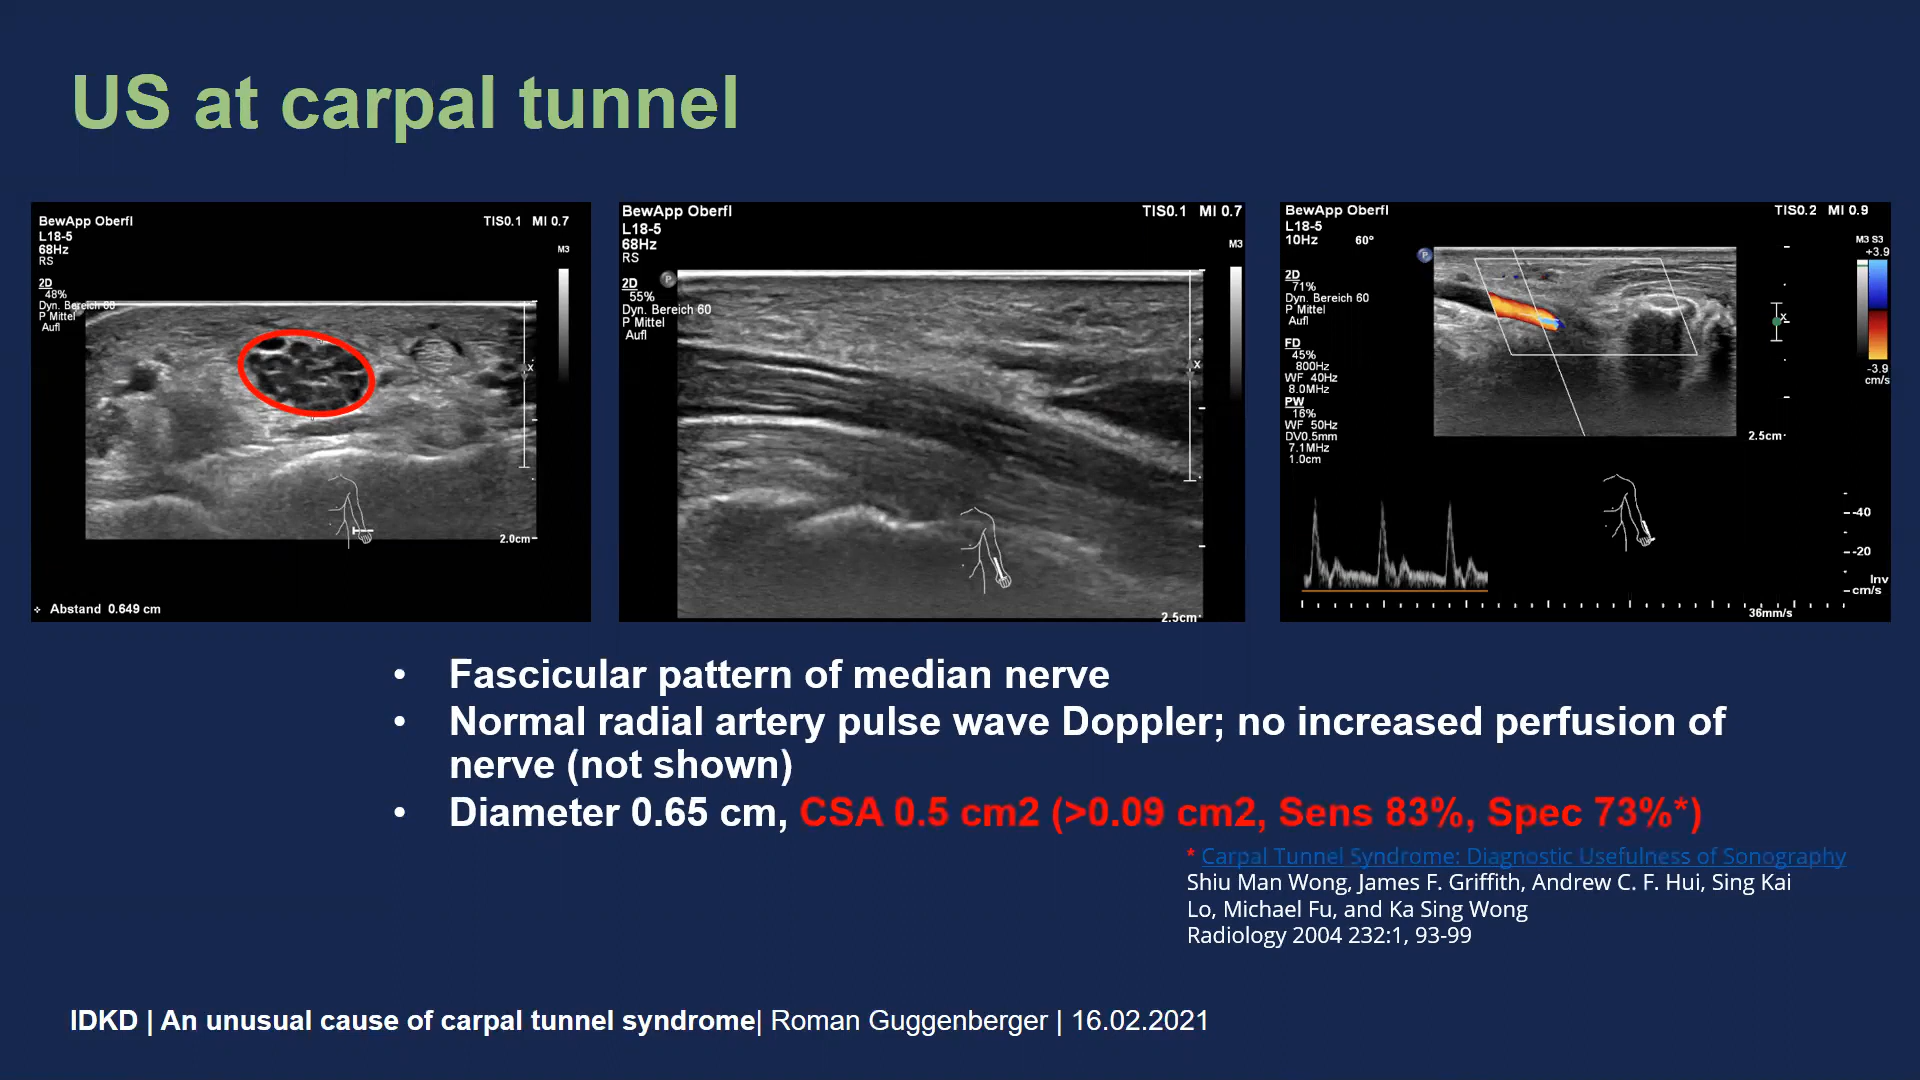 US at carpal tunnel
BewApp Oberfl
TIS0.1 MI 0.7
L18-5
68Hz
RS
M3
2D
48%
Dyn. Bereich 60
P Mittel
Aufl
x
2.0cm
Abstand 0.649 cm
BewApp Oberfl
TIS0.1 MI 0.7
L18-5
68Hz
RS
M3
2D
P
55%
Dyn. Bereich 60
P Mittel
Aufl
x
2.5cm
BewApp Oberfl
TIS0.2 MI 0.9
L18-5
10Hz 60°
M3 S3
+3.9
P
2D
71%
Dyn. Bereich 60
P Mittel
Aufl
x
FD
45%
800Hz
WF 40Hz
8.0MHz
-3.9
cm/s
PW
16%
WF 50Hz
DV0.5mm
7.1MHz
1.0cm
2.5cm
-40
-20
Inv
cm/s
36mm/s
• Fascicular pattern of median nerve
• Normal radial artery pulse wave Doppler; no increased perfusion of
nerve (not shown)
• Diameter 0.65 cm, CSA 0.5 cm2 (>0.09 cm2, Sens 83%, Spec 73%*)
* Carpal Tunnel Syndrome: Diagnostic Usefulness of Sonography
Shiu Man Wong, James F. Griffith, Andrew C. F. Hui, Sing Kai
Lo, Michael Fu, and Ka Sing Wong
Radiology 2004 232:1, 93-99
IDKD | An unusual cause of carpal tunnel syndrome| Roman Guggenberger | 16.02.2021